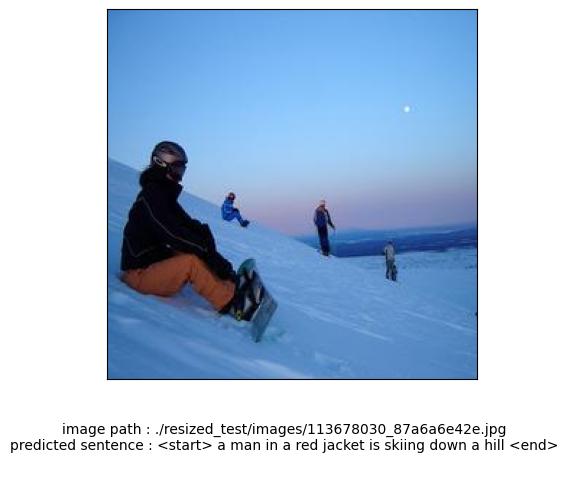 image path : ./resized_test/images/113678030_87a6a6e42e.jpg
predicted sentence : <start> a man in a red jacket is skiing down a hill <end>